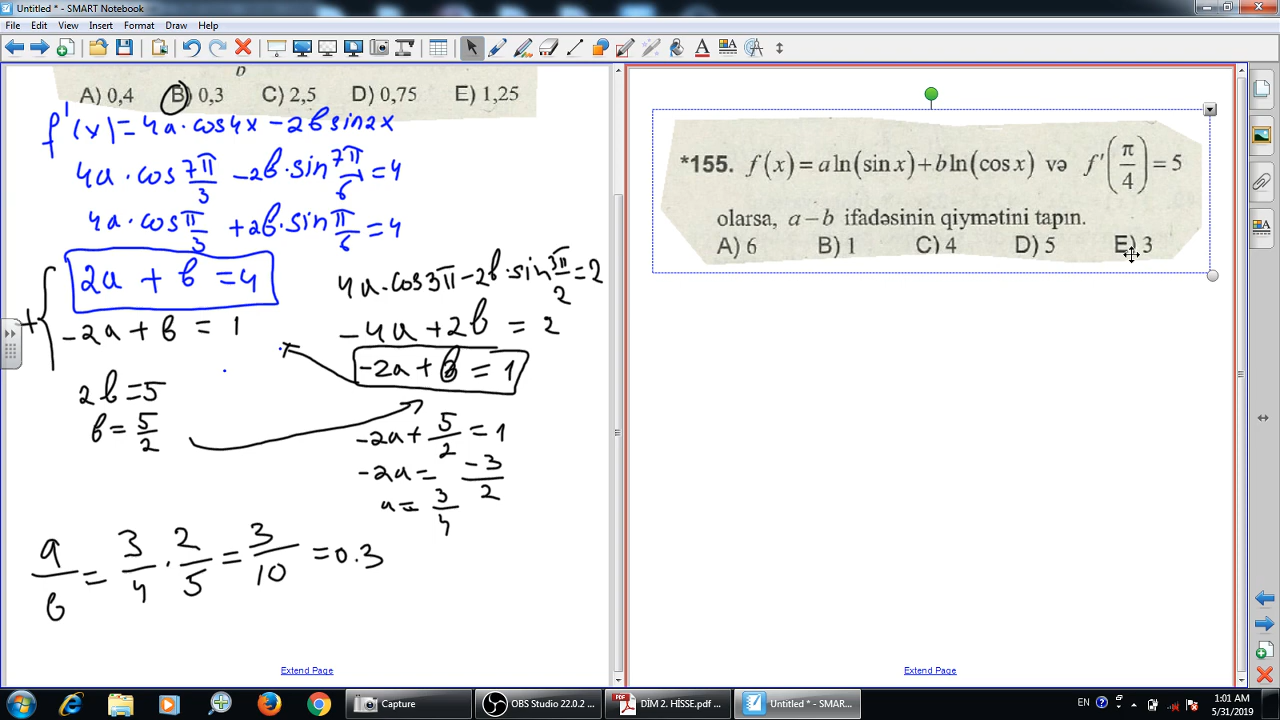 Untitled * - SMART Notebook
File Edit View Insert Format Tools Add-ons Draw Help
b
A) 0,4 B) 0,3 C) 2,5 D) 0,75 E) 1,25
f'(x)=4a·cos4x-2bsin2x
4a·cos 7π/3 -2b·sin 7π/6 =4
4a·cos π/3 +2b·sin π/6 =4
2a + b =4
-2a + b = 1
2b=5
b= 5/2
4a·cos3π-2b·sin 3π/2 =2
-4a+2b = 2
-2a + b = 1
-2a+ 5/2 =1
-2a= -3/2
a= 3/4
a/b = 3/4 · 2/5 = 3/10 =0.3
Extend Page
*155. f(x)=a ln(sin x)+b ln(cos x) və f'(π/4)=5
olarsa, a−b ifadəsinin qiymətini tapın.
A) 6 B) 1 C) 4 D) 5 E) 3
Extend Page
Capture OBS Studio 22.0.2 ... DİM 2. HİSSE.pdf ... Untitled * - SMAR... EN 1:01 AM
5/31/2019